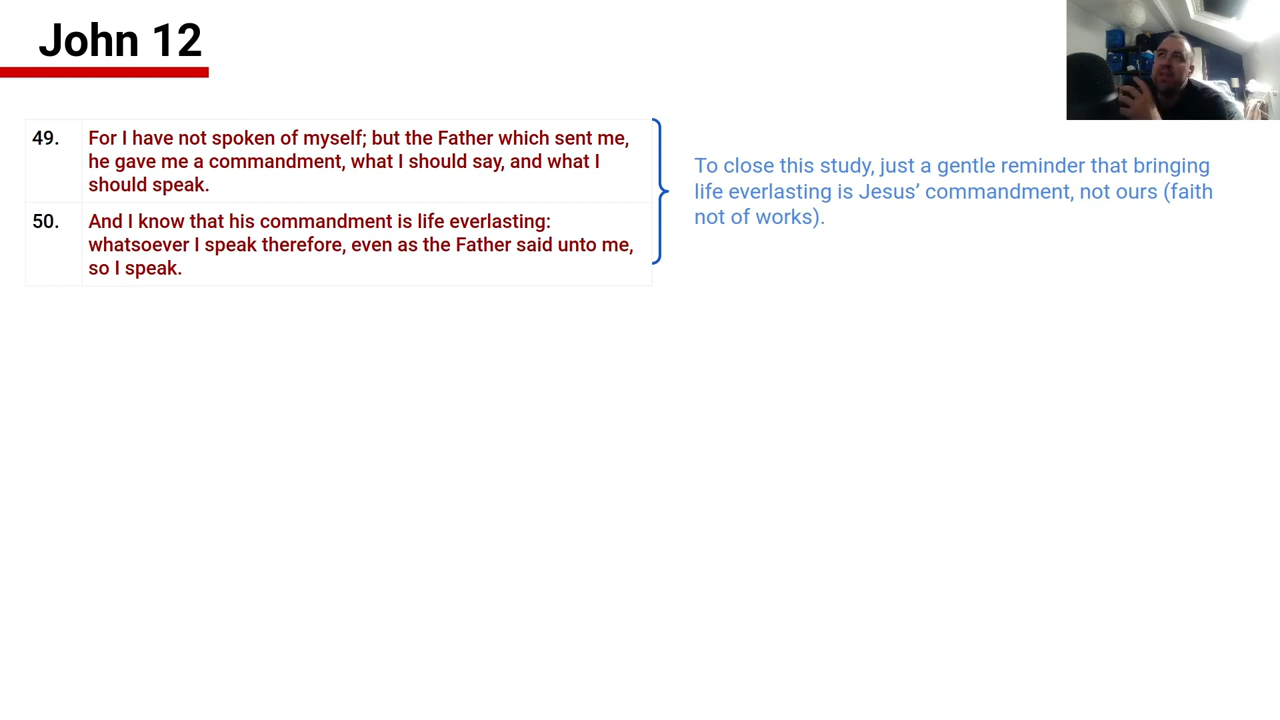 John 12
49.
For I have not spoken of myself; but the Father which sent me,
he gave me a commandment, what I should say, and what I
should speak.
50.
And I know that his commandment is life everlasting:
whatsoever I speak therefore, even as the Father said unto me,
so I speak.
To close this study, just a gentle reminder that bringing
life everlasting is Jesus’ commandment, not ours (faith
not of works).